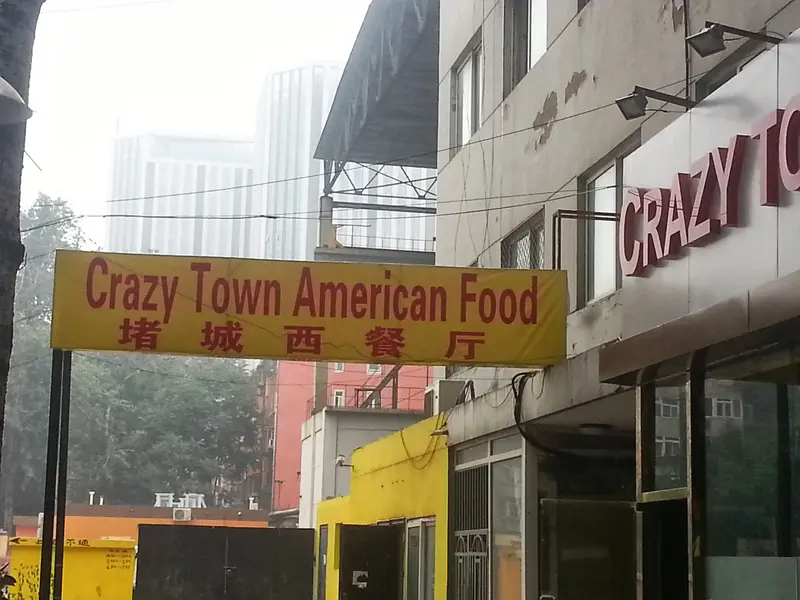 Crazy Town American Food
堵城西餐厅
CRAZY TO